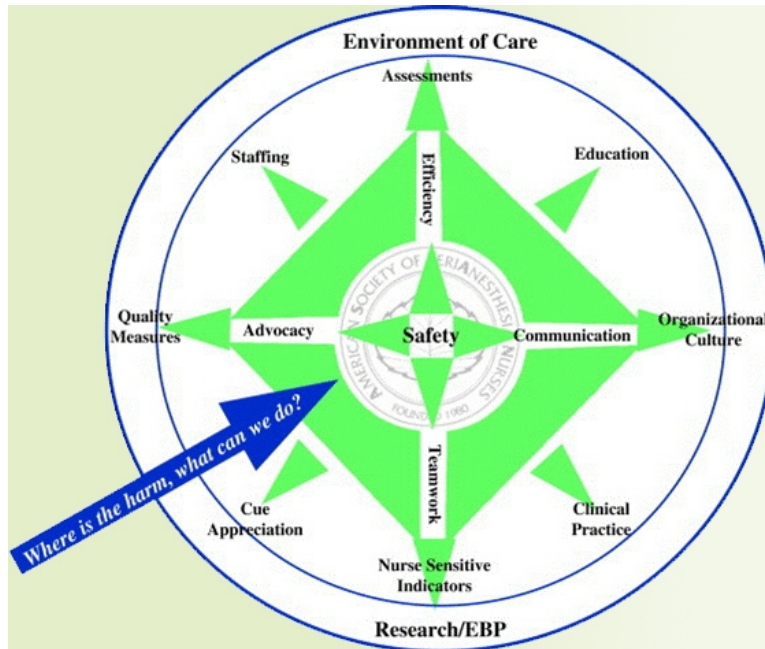 Environment of Care
Assessments
Staffing
Education
Efficiency
AMERICAN SOCIETY OF PERIANESTHESIA NURSES
FOUNDED 1980
Quality
Measures
Advocacy
Safety
Communication
Organizational
Culture
Where is the harm, what can we do?
Teamwork
Cue
Appreciation
Clinical
Practice
Nurse Sensitive
Indicators
Research/EBP